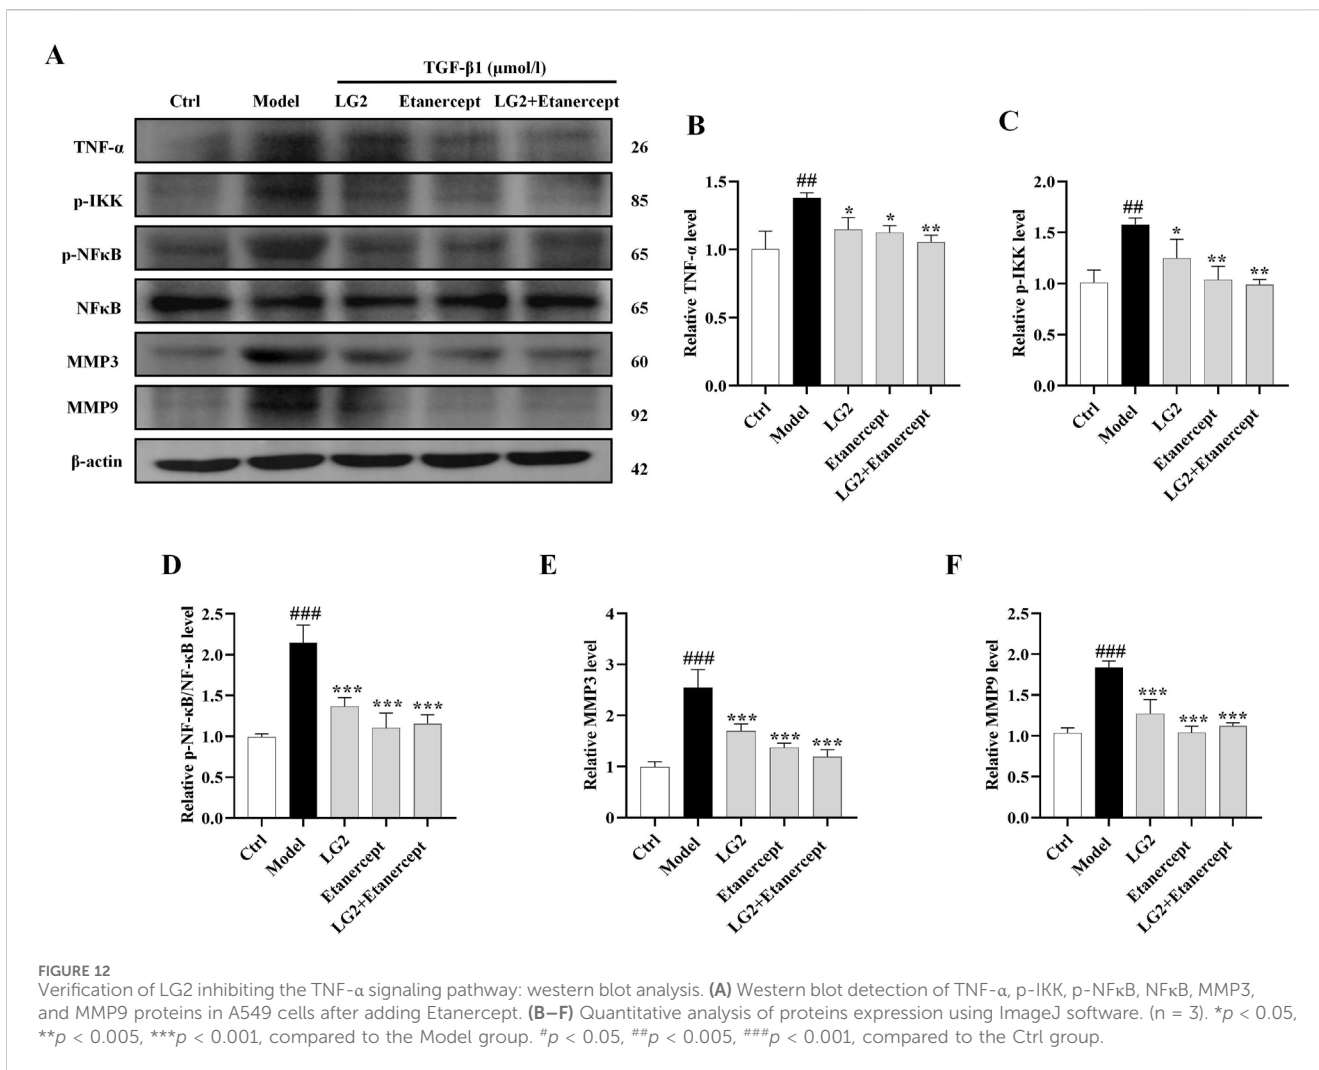 A
TGF-β1 (μmol/l)
Ctrl Model LG2 Etanercept LG2+Etanercept
TNF-α 26
p-IKK 85
p-NFκB 65
NFκB 65
MMP3 60
MMP9 92
β-actin 42
B
Relative TNF-α level
1.5
1.0
0.5
0.0
##
*
*
**
Ctrl
Model
LG2
Etanercept
LG2+Etanercept
C
Relative p-IKK level
2.0
1.5
1.0
0.5
0.0
##
*
**
**
Ctrl
Model
LG2
Etanercept
LG2+Etanercept
D
Relative p-NF-κB/NF-κB level
2.5
2.0
1.5
1.0
0.5
0.0
###
***
***
***
Ctrl
Model
LG2
Etanercept
LG2+Etanercept
E
Relative MMP3 level
4
3
2
1
0
###
***
***
***
Ctrl
Model
LG2
Etanercept
LG2+Etanercept
F
Relative MMP9 level
2.5
2.0
1.5
1.0
0.5
0.0
###
***
***
***
Ctrl
Model
LG2
Etanercept
LG2+Etanercept
FIGURE 12
Verification of LG2 inhibiting the TNF-α signaling pathway: western blot analysis. (A) Western blot detection of TNF-α, p-IKK, p-NFκB, NFκB, MMP3,
and MMP9 proteins in A549 cells after adding Etanercept. (B–F) Quantitative analysis of proteins expression using ImageJ software. (n = 3). *p < 0.05,
**p < 0.005, ***p < 0.001, compared to the Model group. #p < 0.05, ##p < 0.005, ###p < 0.001, compared to the Ctrl group.